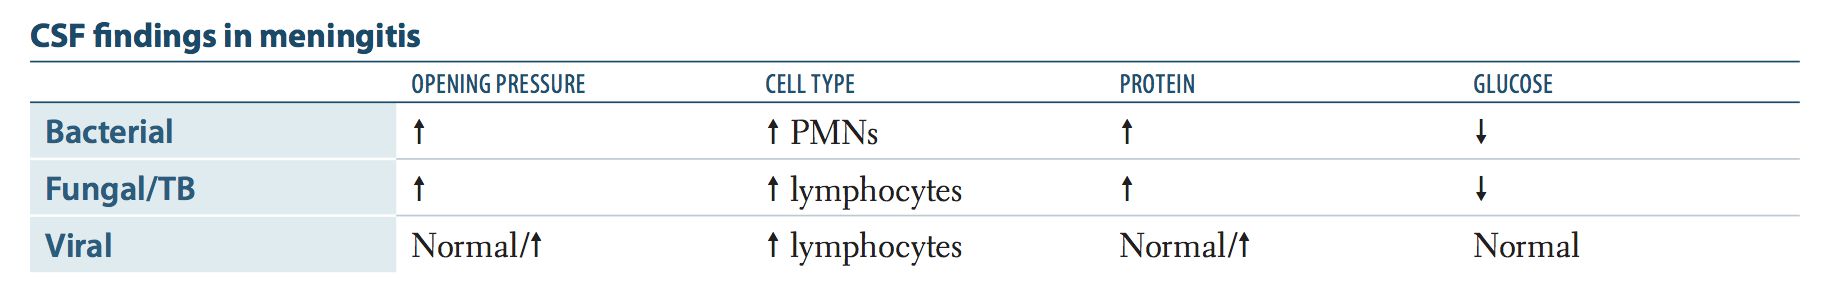 CSF findings in meningitis
OPENING PRESSURE CELL TYPE PROTEIN GLUCOSE
Bacterial ↑ ↑ PMNs ↑ ↓
Fungal/TB ↑ ↑ lymphocytes ↑ ↓
Viral Normal/↑ ↑ lymphocytes Normal/↑ Normal